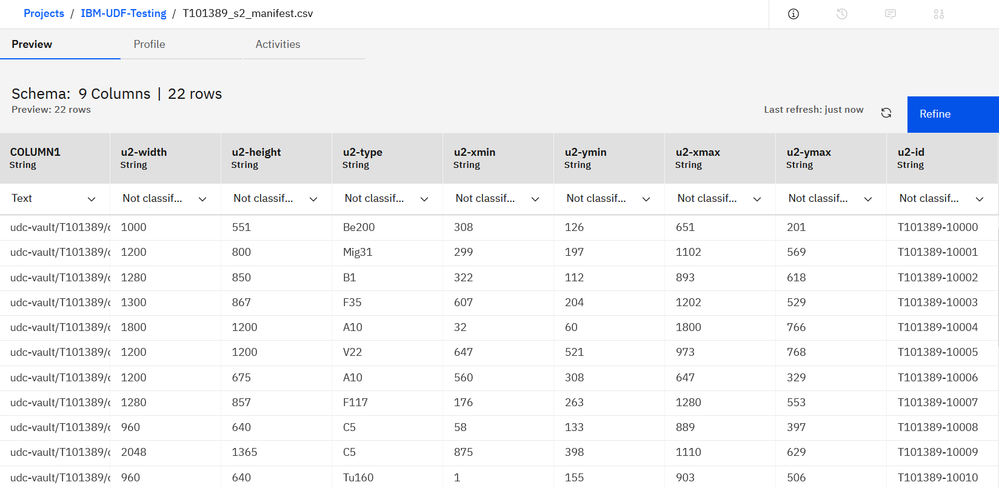 Projects / IBM-UDF-Testing / T101389_s2_manifest.csv
Preview Profile Activities
Schema: 9 Columns | 22 rows
Preview: 22 rows
Last refresh: just now
Refine
COLUMN1 u2-width u2-height u2-type u2-xmin u2-ymin u2-xmax u2-ymax u2-id
String String String String String String String String String
Text Not classif... Not classif... Not classif... Not classif... Not classif... Not classif... Not classif... Not classif...
udc-vault/T101389/ 1000 551 Be200 308 126 651 201 T101389-10000
udc-vault/T101389/ 1200 800 Mig31 299 197 1102 569 T101389-10001
udc-vault/T101389/ 1280 850 B1 322 112 893 618 T101389-10002
udc-vault/T101389/ 1300 867 F35 607 204 1202 529 T101389-10003
udc-vault/T101389/ 1800 1200 A10 32 60 1800 766 T101389-10004
udc-vault/T101389/ 1200 1200 V22 647 521 973 768 T101389-10005
udc-vault/T101389/ 1200 675 A10 560 308 647 329 T101389-10006
udc-vault/T101389/ 1280 857 F117 176 263 1280 553 T101389-10007
udc-vault/T101389/ 960 640 C5 58 133 889 397 T101389-10008
udc-vault/T101389/ 2048 1365 C5 875 398 1110 629 T101389-10009
udc-vault/T101389/ 960 640 Tu160 1 155 903 506 T101389-10010